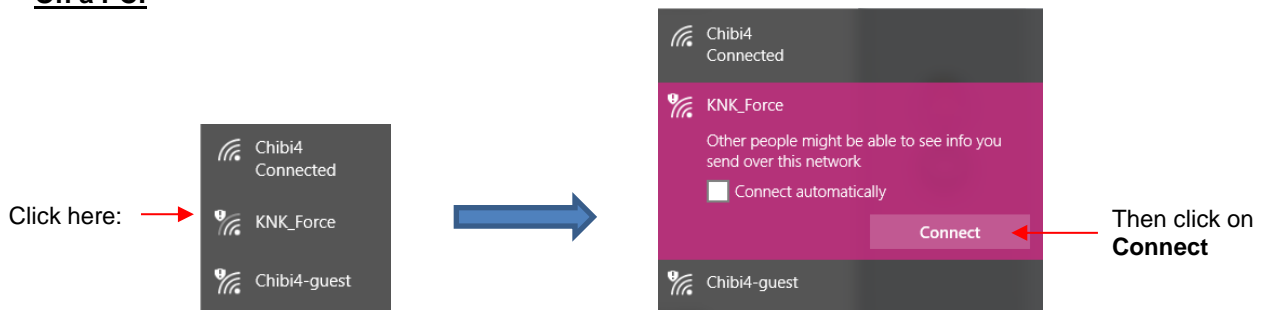 Click here:
Chibi4
Connected
KNK_Force
Chibi4-guest
Chibi4
Connected
KNK_Force
Other people might be able to see info you
send over this network
Connect automatically
Connect
Chibi4-guest
Then click on
Connect